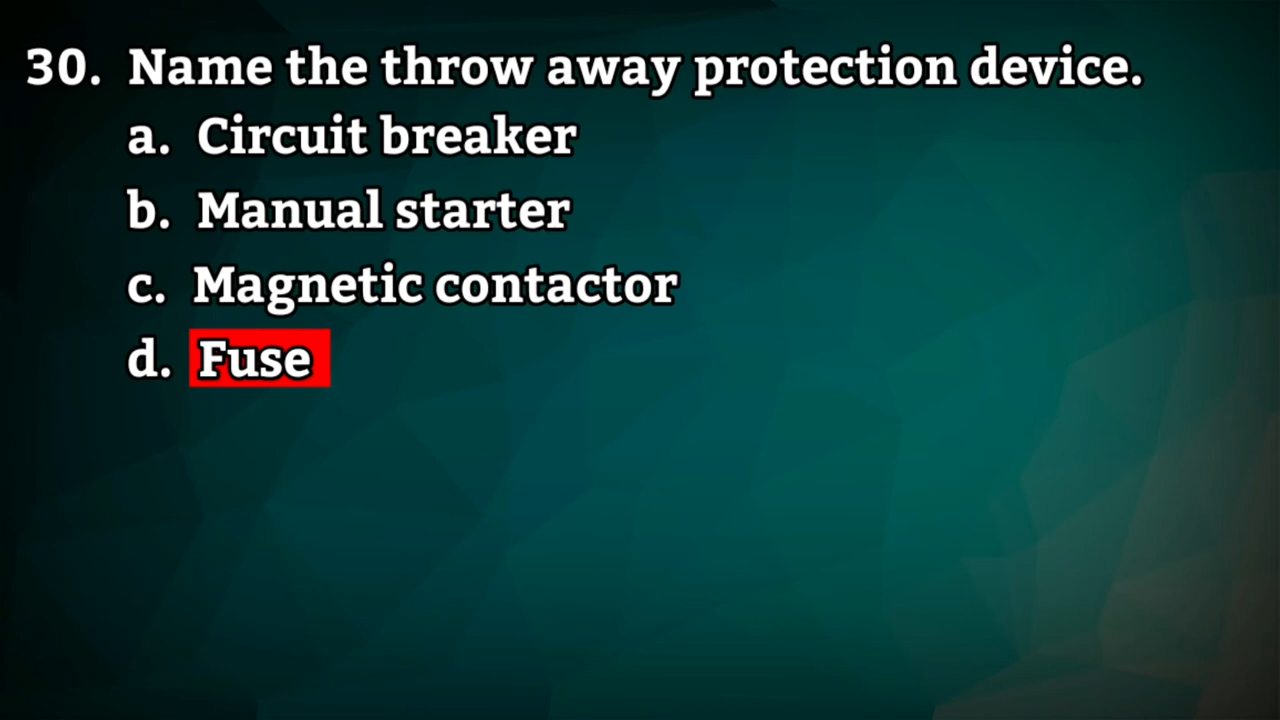 30. Name the throw away protection device.
a. Circuit breaker
b. Manual starter
c. Magnetic contactor
d. Fuse